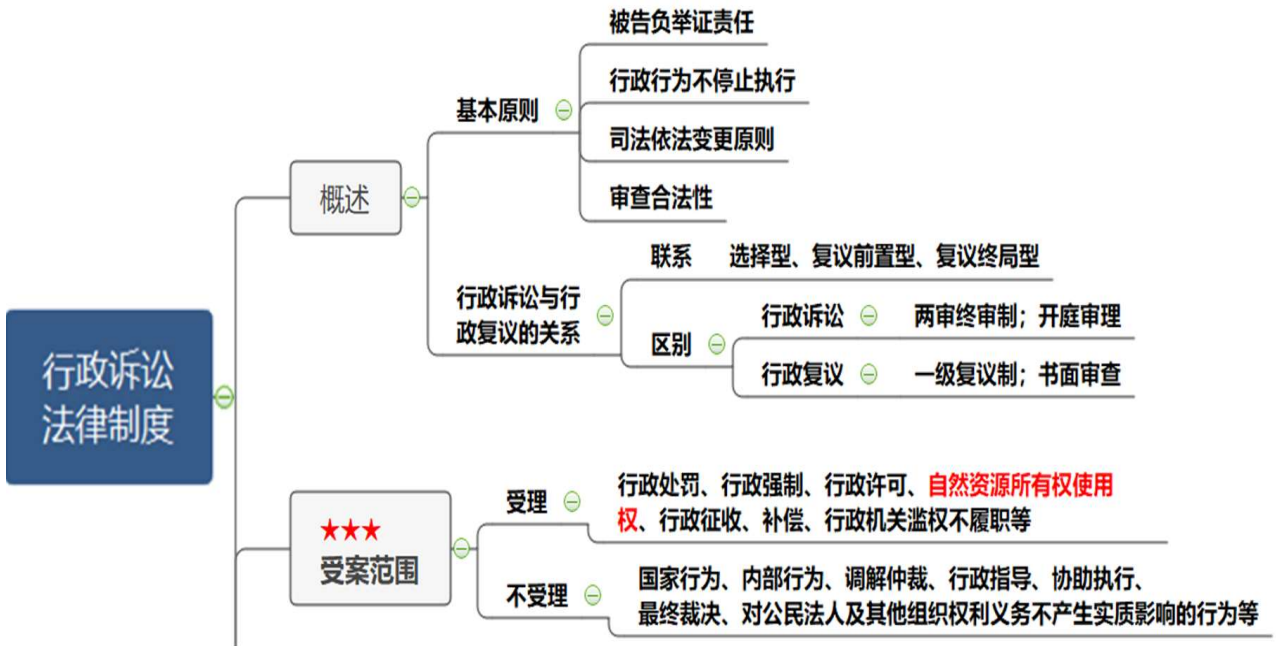 行政诉讼
法律制度
概述
基本原则
被告负举证责任
行政行为不停止执行
司法依法变更原则
审查合法性
行政诉讼与行
政复议的关系
联系
选择型、复议前置型、复议终局型
区别
行政诉讼
两审终审制；开庭审理
行政复议
一级复议制；书面审查
★★★
受案范围
受理
行政处罚、行政强制、行政许可、自然资源所有权使用
权、行政征收、补偿、行政机关滥权不履职等
不受理
国家行为、内部行为、调解仲裁、行政指导、协助执行、
最终裁决、对公民法人及其他组织权利义务不产生实质影响的行为等